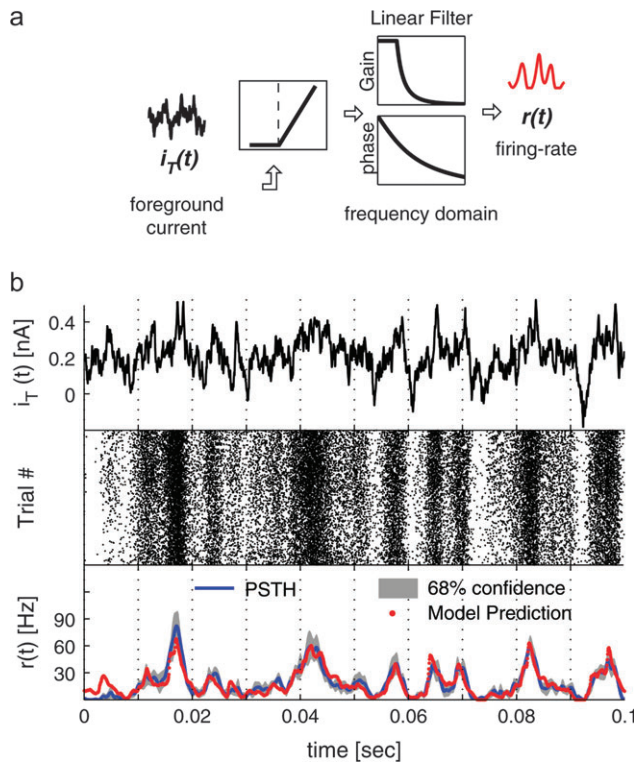 a
Linear Filter
Gain
phase
i_T(t)
r(t)
firing-rate
foreground
current
frequency domain
b
i_T (t) [nA]
0.4
0.2
0
Trial #
r(t) [Hz]
90
60
30
PSTH
68% confidence
Model Prediction
0 0.02 0.04 0.06 0.08 0.1
time [sec]